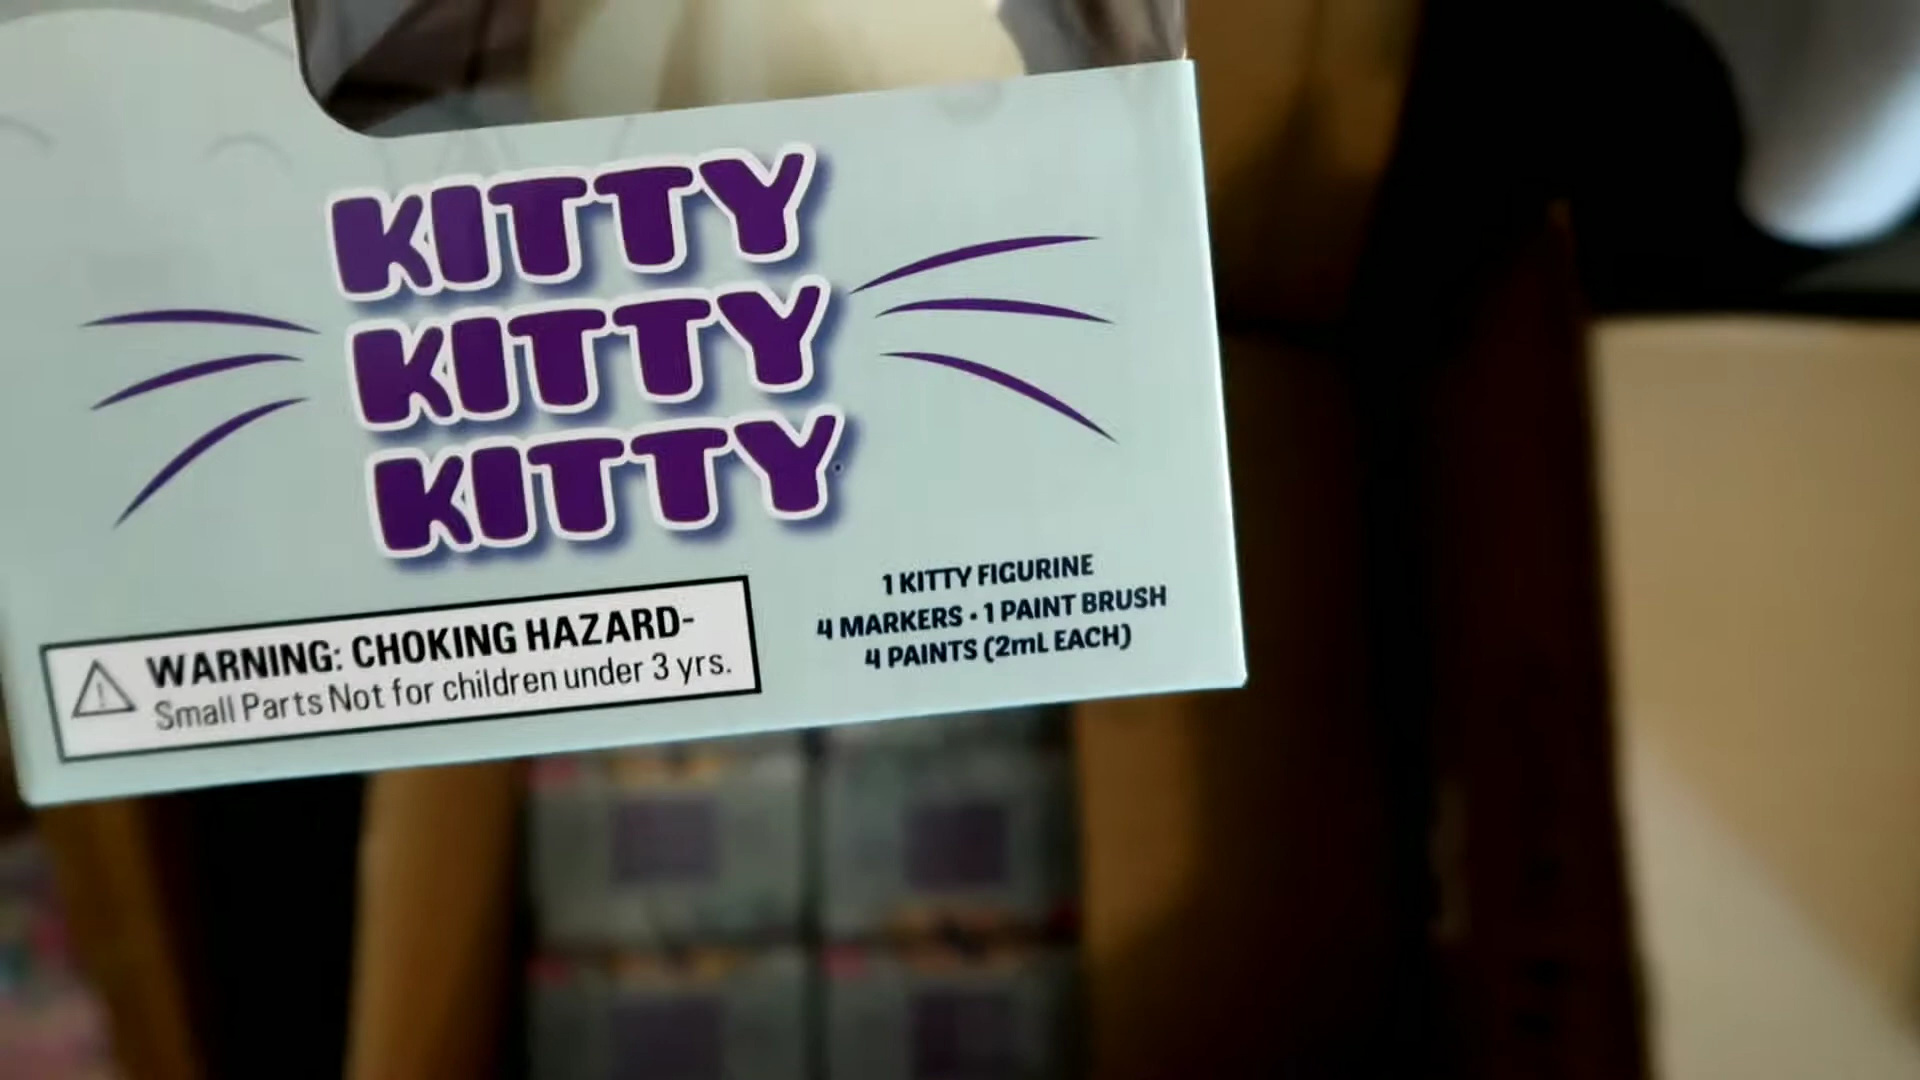 KITTY
KITTY
KITTY
WARNING: CHOKING HAZARD-
Small Parts Not for children under 3 yrs.
1 KITTY FIGURINE
4 MARKERS • 1 PAINT BRUSH
4 PAINTS (2mL EACH)